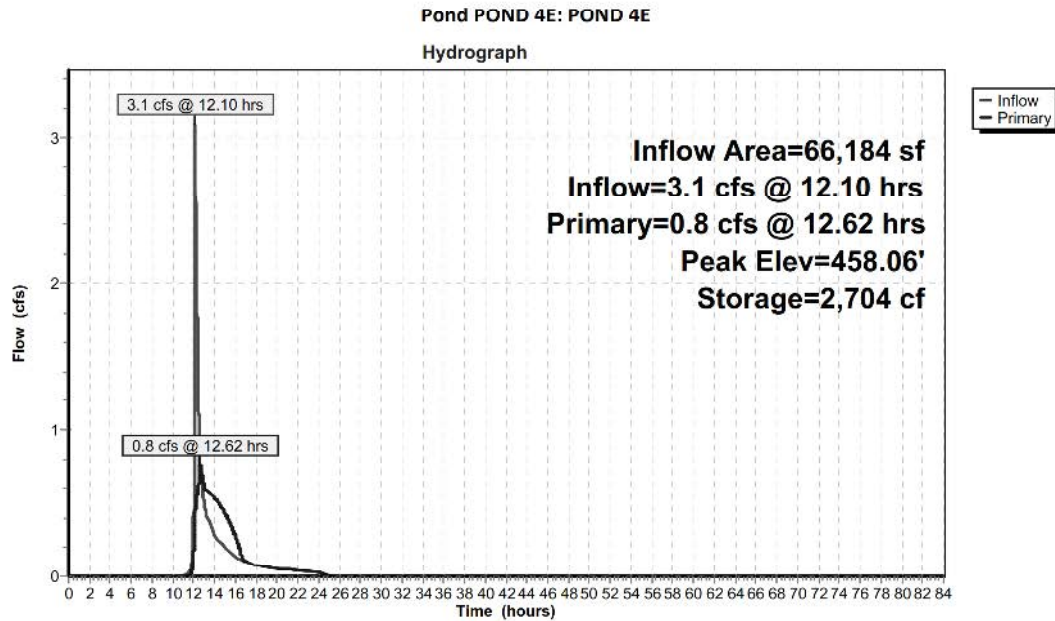 Pond POND 4E: POND 4E
Hydrograph
3.1 cfs @ 12.10 hrs
Inflow
Primary
3
Inflow Area=66,184 sf
Inflow=3.1 cfs @ 12.10 hrs
Primary=0.8 cfs @ 12.62 hrs
Peak Elev=458.06'
2
Storage=2,704 cf
Flow (cfs)
1
0.8 cfs @ 12.62 hrs
0
0 2 4 6 8 10 12 14 16 18 20 22 24 26 28 30 32 34 36 38 40 42 44 46 48 50 52 54 56 58 60 62 64 66 68 70 72 74 76 78 80 82 84
Time (hours)